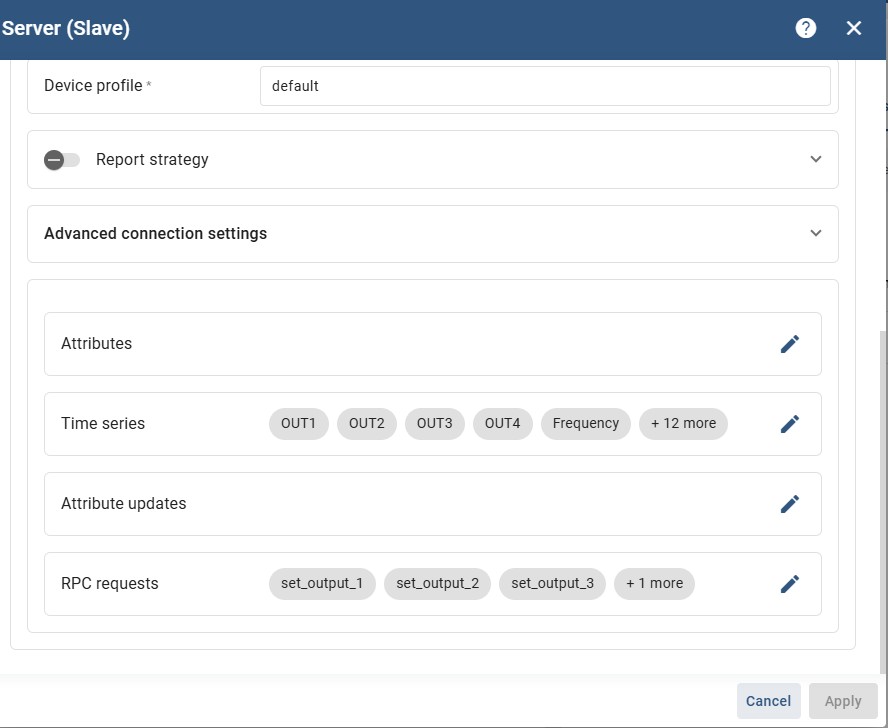 Server (Slave)
Device profile *
default
Report strategy
Advanced connection settings
Attributes
Time series OUT1 OUT2 OUT3 OUT4 Frequency + 12 more
Attribute updates
RPC requests set_output_1 set_output_2 set_output_3 + 1 more
Cancel Apply